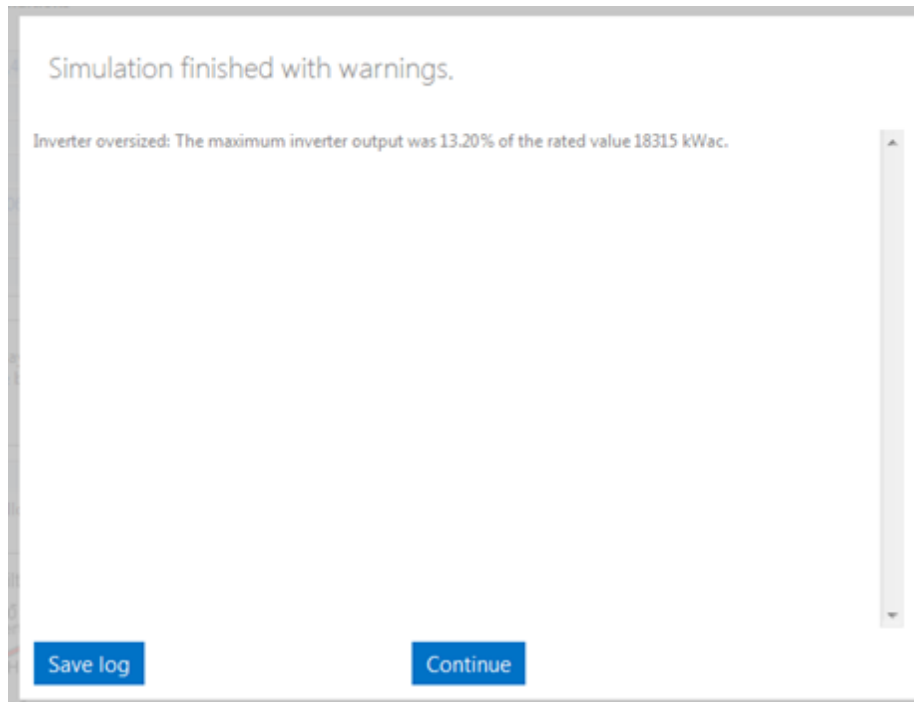 Simulation finished with warnings.
Inverter oversized: The maximum inverter output was 13.20% of the rated value 18315 kWac.
Save log
Continue